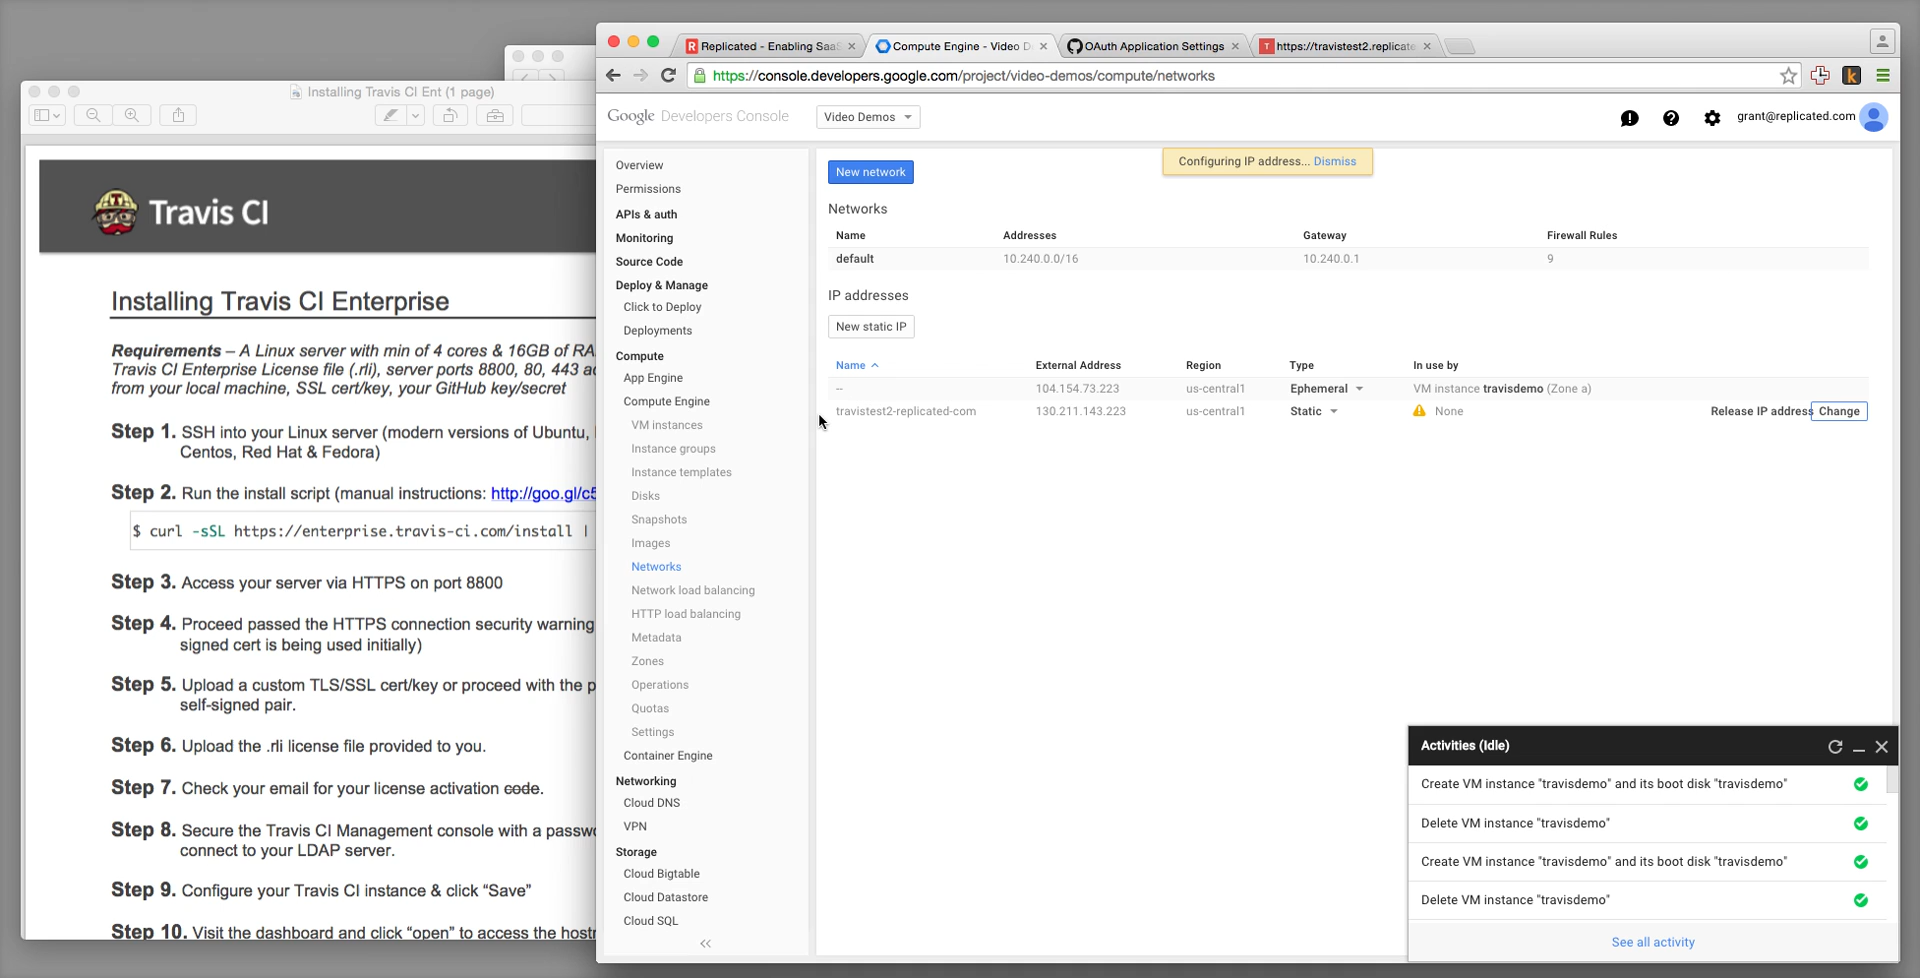 Installing Travis CI Ent (1 page)
Travis CI
Installing Travis CI Enterprise
Requirements – A Linux server with min of 4 cores & 16GB of RA
Travis CI Enterprise License file (.rli), server ports 8800, 80, 443 ac
from your local machine, SSL cert/key, your GitHub key/secret
Step 1. SSH into your Linux server (modern versions of Ubuntu,
Centos, Red Hat & Fedora)
Step 2. Run the install script (manual instructions: http://goo.gl/c5
$ curl -sSL https://enterprise.travis-ci.com/install |
Step 3. Access your server via HTTPS on port 8800
Step 4. Proceed passed the HTTPS connection security warning
signed cert is being used initially)
Step 5. Upload a custom TLS/SSL cert/key or proceed with the p
self-signed pair.
Step 6. Upload the .rli license file provided to you.
Step 7. Check your email for your license activation code.
Step 8. Secure the Travis CI Management console with a passwo
connect to your LDAP server.
Step 9. Configure your Travis CI instance & click “Save”
Step 10. Visit the dashboard and click “open” to access the hostn
Replicated - Enabling SaaS
Compute Engine - Video D
OAuth Application Settings
https://travistest2.replicate
https://console.developers.google.com/project/video-demos/compute/networks
Google Developers Console
Video Demos
grant@replicated.com
Overview
Permissions
APIs & auth
Monitoring
Source Code
Deploy & Manage
Click to Deploy
Deployments
Compute
App Engine
Compute Engine
VM instances
Instance groups
Instance templates
Disks
Snapshots
Images
Networks
Network load balancing
HTTP load balancing
Metadata
Zones
Operations
Quotas
Settings
Container Engine
Networking
Cloud DNS
VPN
Storage
Cloud Bigtable
Cloud Datastore
Cloud SQL
New network
Configuring IP address... Dismiss
Networks
Name Addresses Gateway Firewall Rules
default 10.240.0.0/16 10.240.0.1 9
IP addresses
New static IP
Name External Address Region Type In use by
-- 104.154.73.223 us-central1 Ephemeral VM instance travisdemo (Zone a)
travistest2-replicated-com 130.211.143.223 us-central1 Static None Release IP address Change
Activities (Idle)
Create VM instance "travisdemo" and its boot disk "travisdemo"
Delete VM instance "travisdemo"
Create VM instance "travisdemo" and its boot disk "travisdemo"
Delete VM instance "travisdemo"
See all activity